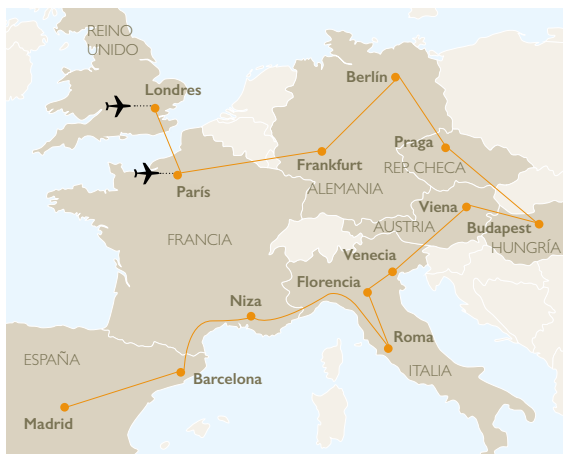 REINO
UNIDO
Londres
Berlín
Praga
REP. CHECA
Frankfurt
ALEMANIA
París
Viena
Budapest
AUSTRIA
HUNGRÍA
FRANCIA
Venecia
Florencia
Niza
Roma
ITALIA
ESPAÑA
Barcelona
Madrid